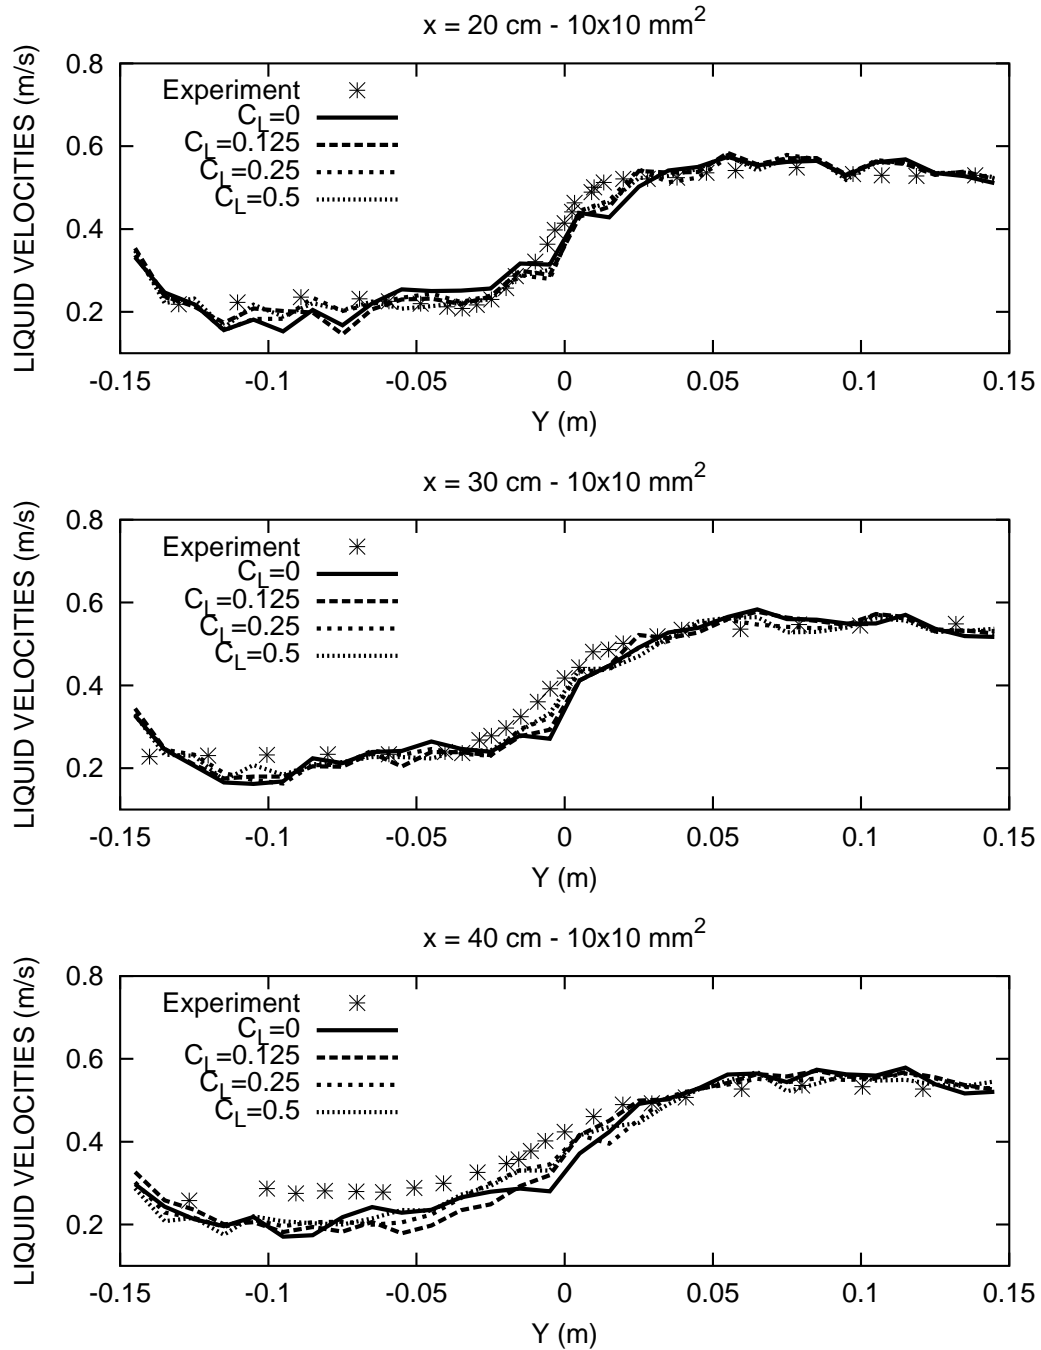 x = 20 cm - 10x10 mm²
LIQUID VELOCITIES (m/s)
0.8
0.6
0.4
0.2
Experiment
C_L=0
C_L=0.125
C_L=0.25
C_L=0.5
-0.15 -0.1 -0.05 0 0.05 0.1 0.15
Y (m)
x = 30 cm - 10x10 mm²
LIQUID VELOCITIES (m/s)
0.8
0.6
0.4
0.2
Experiment
C_L=0
C_L=0.125
C_L=0.25
C_L=0.5
-0.15 -0.1 -0.05 0 0.05 0.1 0.15
Y (m)
x = 40 cm - 10x10 mm²
LIQUID VELOCITIES (m/s)
0.8
0.6
0.4
0.2
Experiment
C_L=0
C_L=0.125
C_L=0.25
C_L=0.5
-0.15 -0.1 -0.05 0 0.05 0.1 0.15
Y (m)